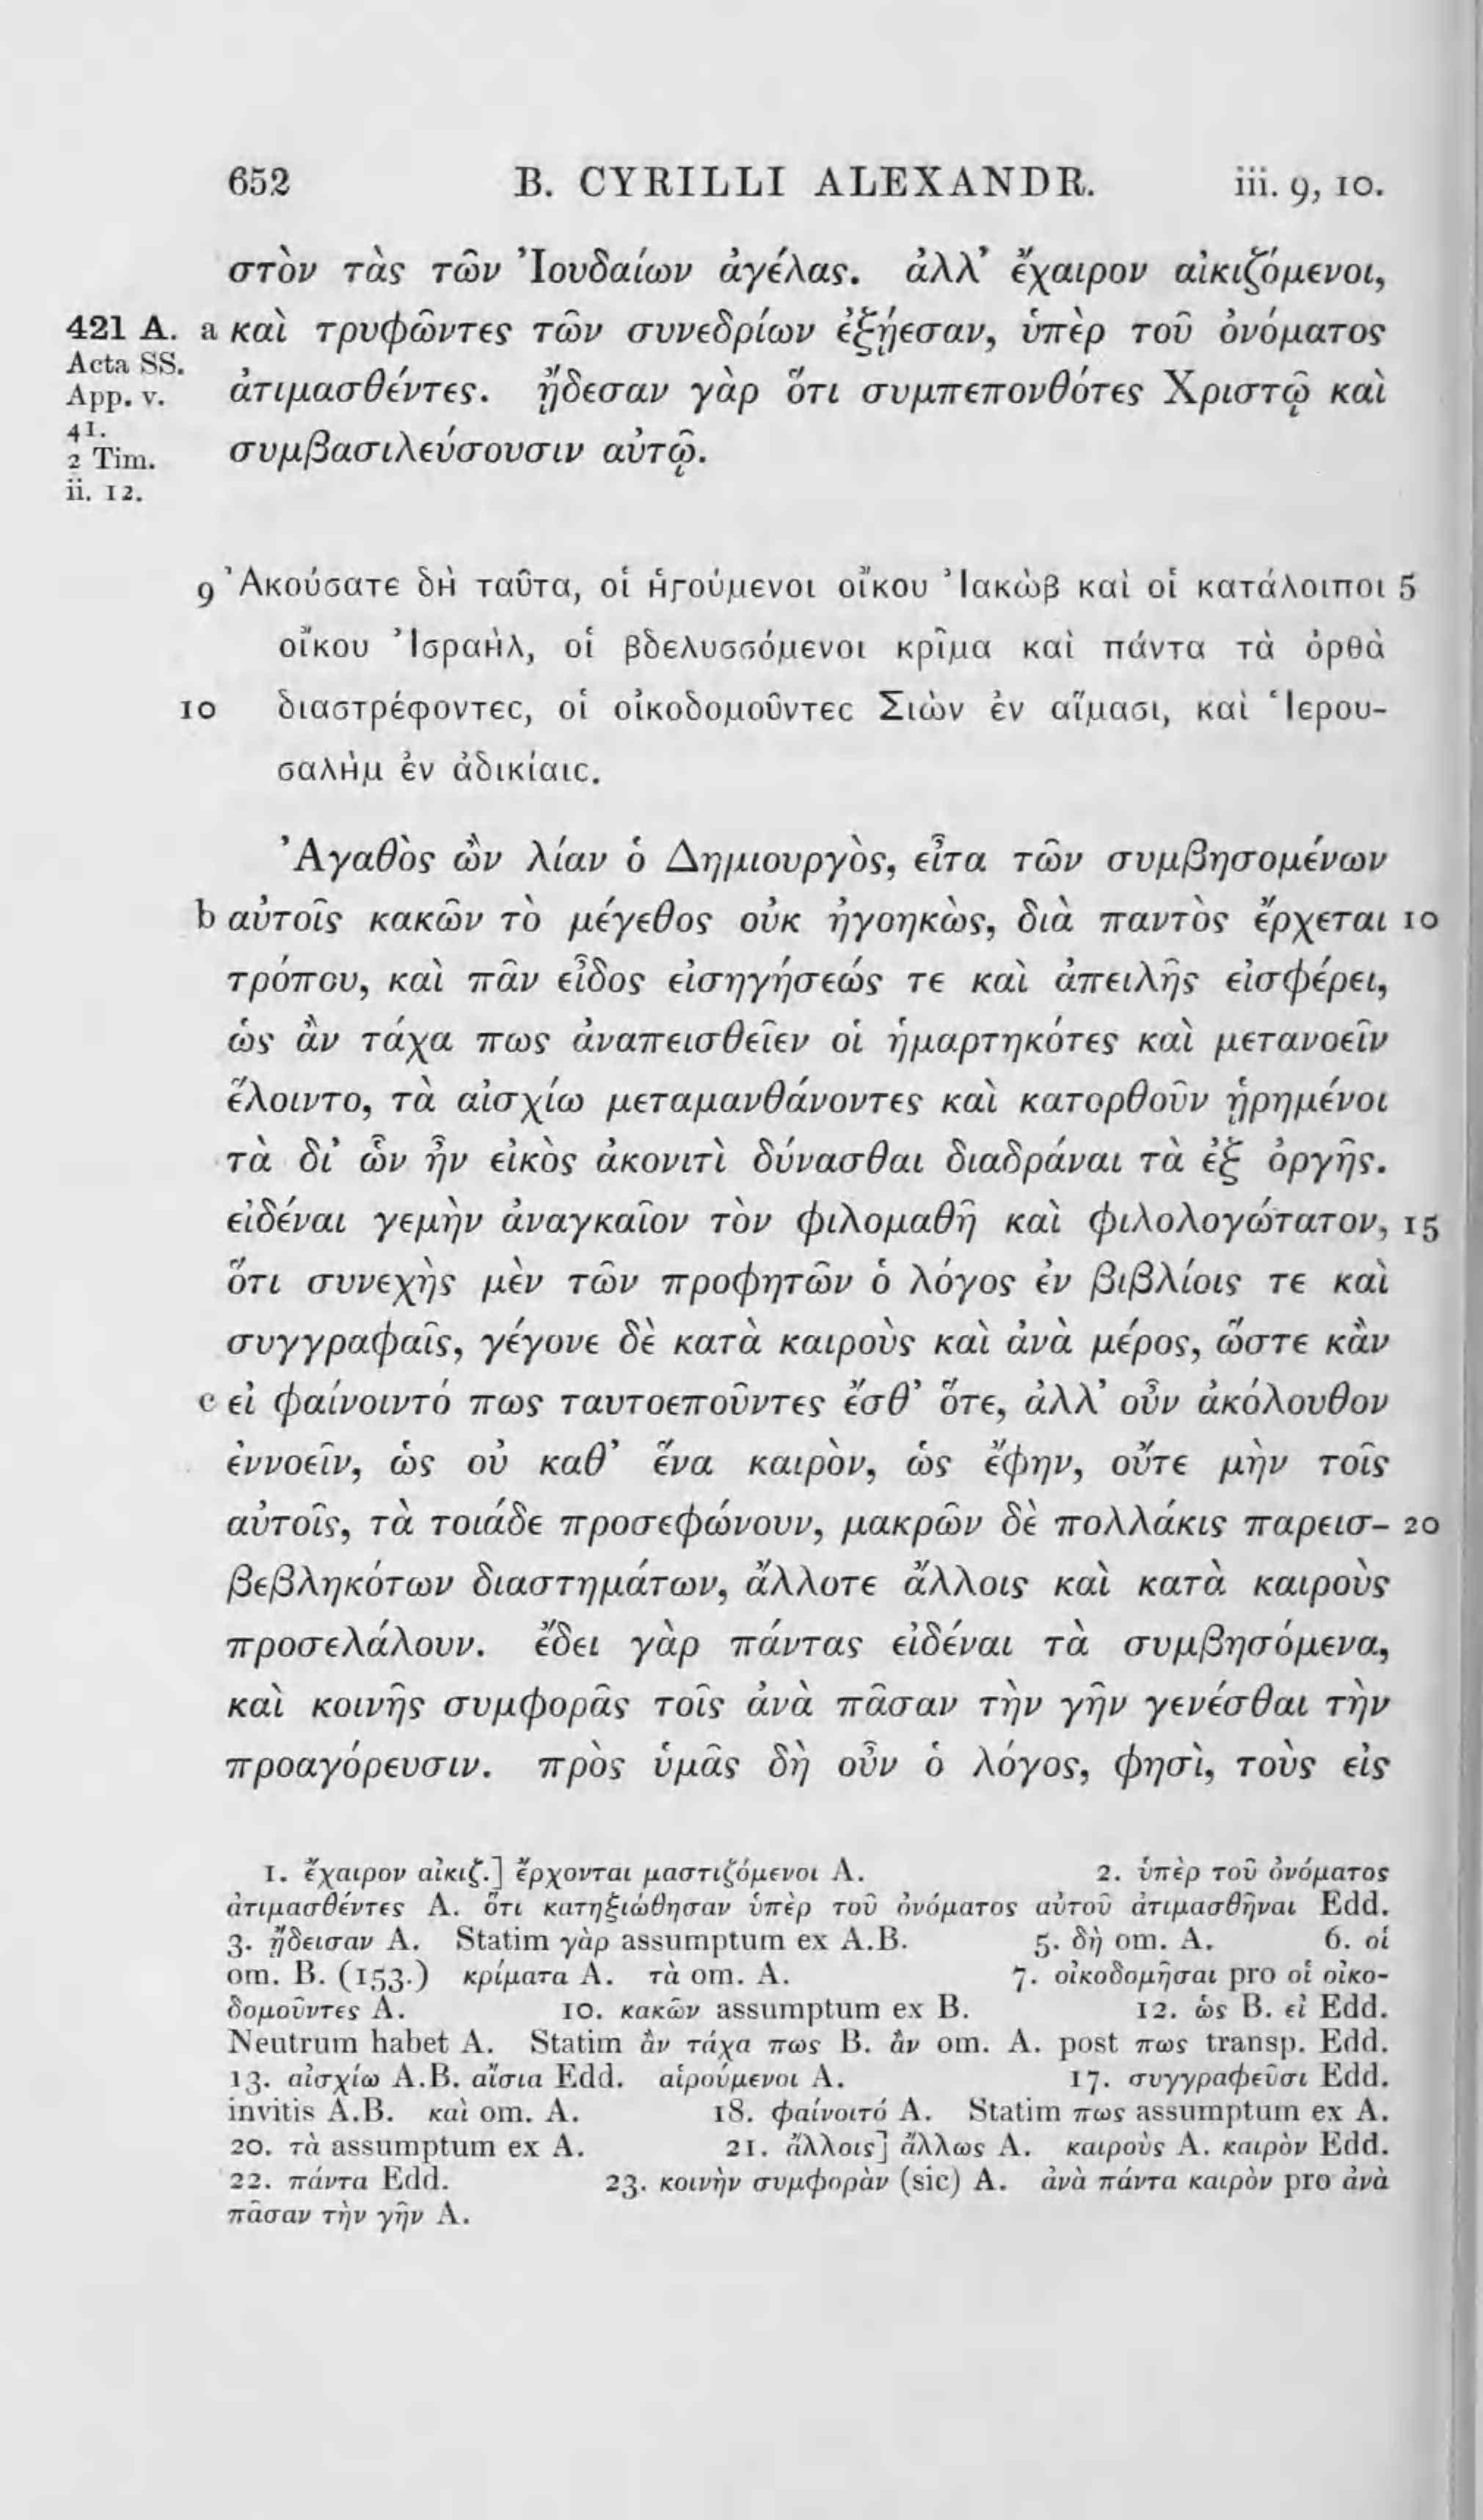 652 B. CYRILLI ALEXANDR. iii. 9, 10.
στὸν τὰς τῶν Ἰουδαίων ἀγέλας. ἀλλ᾽ ἔχαιρον αἰκιζόμενοι,
421 A. a καὶ τρυφῶντες τῶν συνεδρίων ἐξῄεσαν, ὑπὲρ τοῦ ὀνόματος
Acta SS.
App. v. ἀτιμασθέντες. ᾔδεσαν γὰρ ὅτι συμπεπονθότες Χριστῷ καὶ
41.
2 Tim. συμβασιλεύσουσιν αὐτῷ.
ii. 12.
9 Ἀκούσατε δὴ ταῦτα, οἱ ἡγούμενοι οἴκου Ἰακὼβ καὶ οἱ κατάλοιποι 5
οἴκου Ἰσραὴλ, οἱ βδελυσσόμενοι κρῖμα καὶ πάντα τὰ ὀρθὰ
10 διαστρέφοντες, οἱ οἰκοδομοῦντες Σιὼν ἐν αἵμασι, καὶ Ἱερου-
σαλὴμ ἐν ἀδικίαις.
Ἀγαθὸς ὢν λίαν ὁ Δημιουργὸς, εἶτα τῶν συμβησομένων
b αὐτοῖς κακῶν τὸ μέγεθος οὐκ ἠγοηκὼς, διὰ παντὸς ἔρχεται 10
τρόπου, καὶ πᾶν εἶδος εἰσηγήσεώς τε καὶ ἀπειλῆς εἰσφέρει,
ὡς ἂν τάχα πως ἀναπεισθεῖεν οἱ ἡμαρτηκότες καὶ μετανοεῖν
ἕλοιντο, τὰ αἰσχίω μεταμανθάνοντες καὶ κατορθοῦν ᾑρημένοι
τὰ δι᾽ ὧν ἦν εἰκὸς ἀκονιτὶ δύνασθαι διαδράναι τὰ ἐξ ὀργῆς.
εἰδέναι γεμὴν ἀναγκαῖον τὸν φιλομαθῆ καὶ φιλολογώτατον, 15
ὅτι συνεχὴς μὲν τῶν προφητῶν ὁ λόγος ἐν βιβλίοις τε καὶ
συγγραφαῖς, γέγονε δὲ κατὰ καιροὺς καὶ ἀνὰ μέρος, ὥστε κἂν
c εἰ φαίνοιντό πως ταυτοεποῦντες ἔσθ᾽ ὅτε, ἀλλ᾽ οὖν ἀκόλουθον
ἐννοεῖν, ὡς οὐ καθ᾽ ἕνα καιρὸν, ὡς ἔφην, οὔτε μὴν τοῖς
αὐτοῖς, τὰ τοιάδε προσεφώνουν, μακρῶν δὲ πολλάκις παρεισ- 20
βεβληκότων διαστημάτων, ἄλλοτε ἄλλοις καὶ κατὰ καιροὺς
προσελάλουν. ἔδει γὰρ πάντας εἰδέναι τὰ συμβησόμενα,
καὶ κοινῆς συμφορᾶς τοῖς ἀνὰ πᾶσαν τὴν γῆν γενέσθαι τὴν
προαγόρευσιν. πρὸς ὑμᾶς δὴ οὖν ὁ λόγος, φησὶ, τοὺς εἰς
1. ἔχαιρον αἰκιζ.] ἔρχονται μαστιζόμενοι A. 2. ὑπὲρ τοῦ ὀνόματος
ἀτιμασθέντες A. ὅτι κατηξιώθησαν ὑπὲρ τοῦ ὀνόματος αὐτοῦ ἀτιμασθῆναι Edd.
3. ᾔδεισαν A. Statim γὰρ assumptum ex A.B. 5. δὴ om. A. 6. οἱ
om. B. (153.) κρίματα A. τὰ om. A. 7. οἰκοδομῆσαι pro οἱ οἰκο-
δομοῦντες A. 10. κακῶν assumptum ex B. 12. ὡς B. εἰ Edd.
Neutrum habet A. Statim ἂν τάχα πως B. ἂν om. A. post πως transp. Edd.
13. αἰσχίω A.B. αἴσια Edd. αἱρούμενοι A. 17. συγγραφεῦσι Edd.
invitis A.B. καὶ om. A. 18. φαίνοιτό A. Statim πως assumptum ex A.
20. τὰ assumptum ex A. 21. ἄλλοις] ἄλλως A. καιροὺς A. καιρὸν Edd.
22. πάντα Edd. 23. κοινὴν συμφορὰν (sic) A. ἀνὰ πάντα καιρὸν pro ἀνὰ
πᾶσαν τὴν γῆν A.